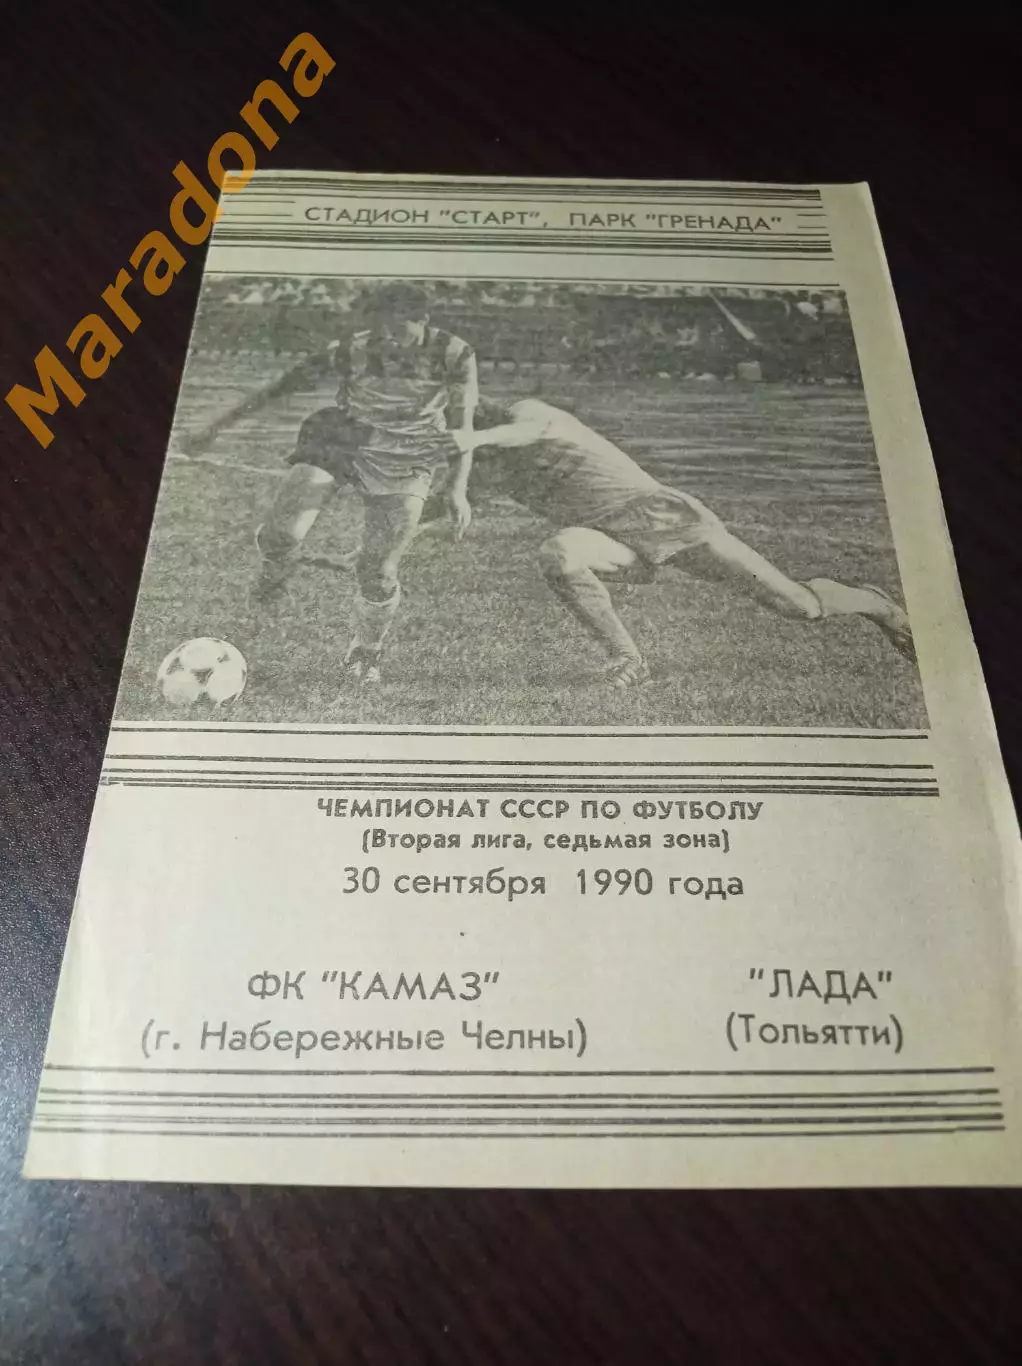 Maradona
СТАДИОН "СТАРТ", ПАРК "ГРЕНАДА"
ЧЕМПИОНАТ СССР ПО ФУТБОЛУ
(Вторая лига, седьмая зона)
30 сентября 1990 года
ФК "КАМАЗ" "ЛАДА"
(г. Набережные Челны) (Тольятти)